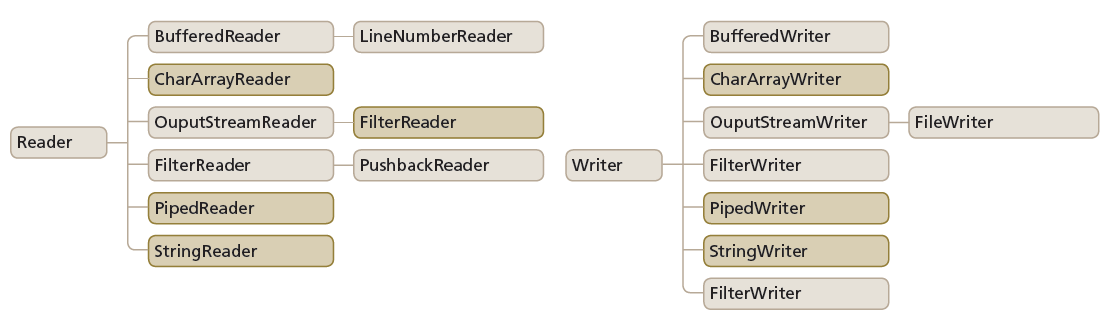 Reader
BufferedReader
LineNumberReader
CharArrayReader
OuputStreamReader
FilterReader
FilterReader
PushbackReader
PipedReader
StringReader
Writer
BufferedWriter
CharArrayWriter
OuputStreamWriter
FileWriter
FilterWriter
PipedWriter
StringWriter
FilterWriter